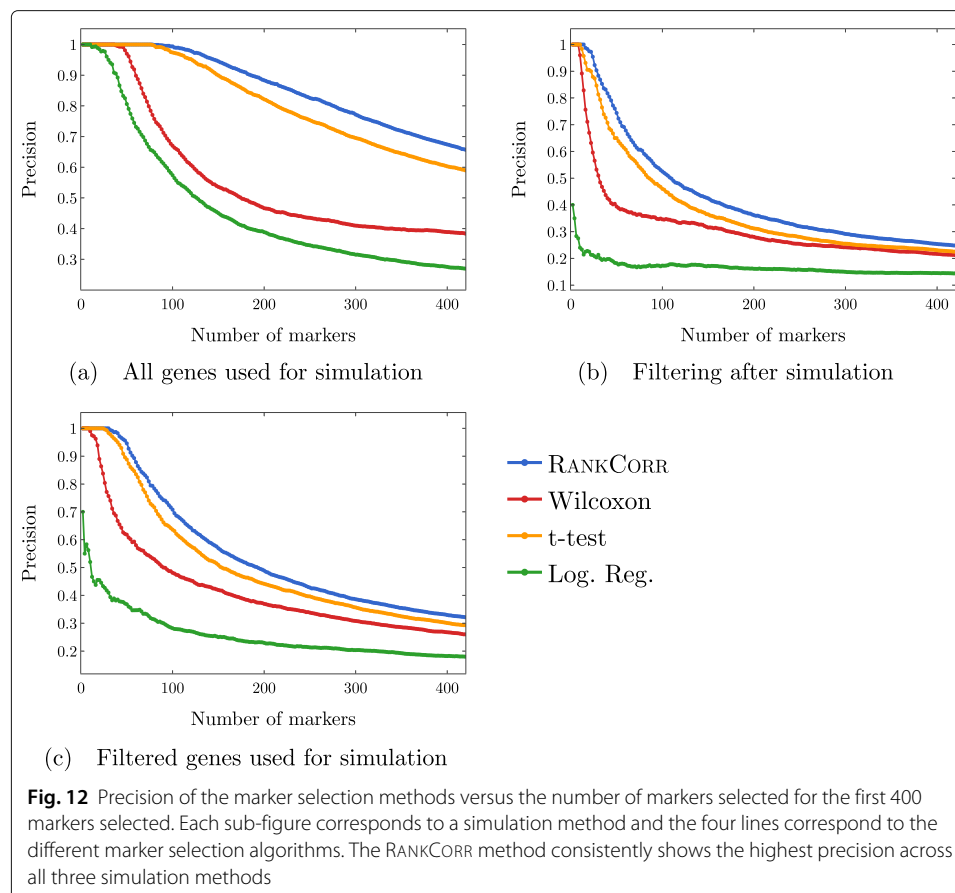 1
0.9
0.8
0.7
0.6
0.5
0.4
0.3
Precision
0 100 200 300 400
Number of markers
(a) All genes used for simulation
1
0.9
0.8
0.7
0.6
0.5
0.4
0.3
0.2
0.1
Precision
0 100 200 300 400
Number of markers
(b) Filtering after simulation
1
0.9
0.8
0.7
0.6
0.5
0.4
0.3
0.2
Precision
0 100 200 300 400
Number of markers
(c) Filtered genes used for simulation
RANKCORR
Wilcoxon
t-test
Log. Reg.
Fig. 12 Precision of the marker selection methods versus the number of markers selected for the first 400
markers selected. Each sub-figure corresponds to a simulation method and the four lines correspond to the
different marker selection algorithms. The RANKCORR method consistently shows the highest precision across
all three simulation methods